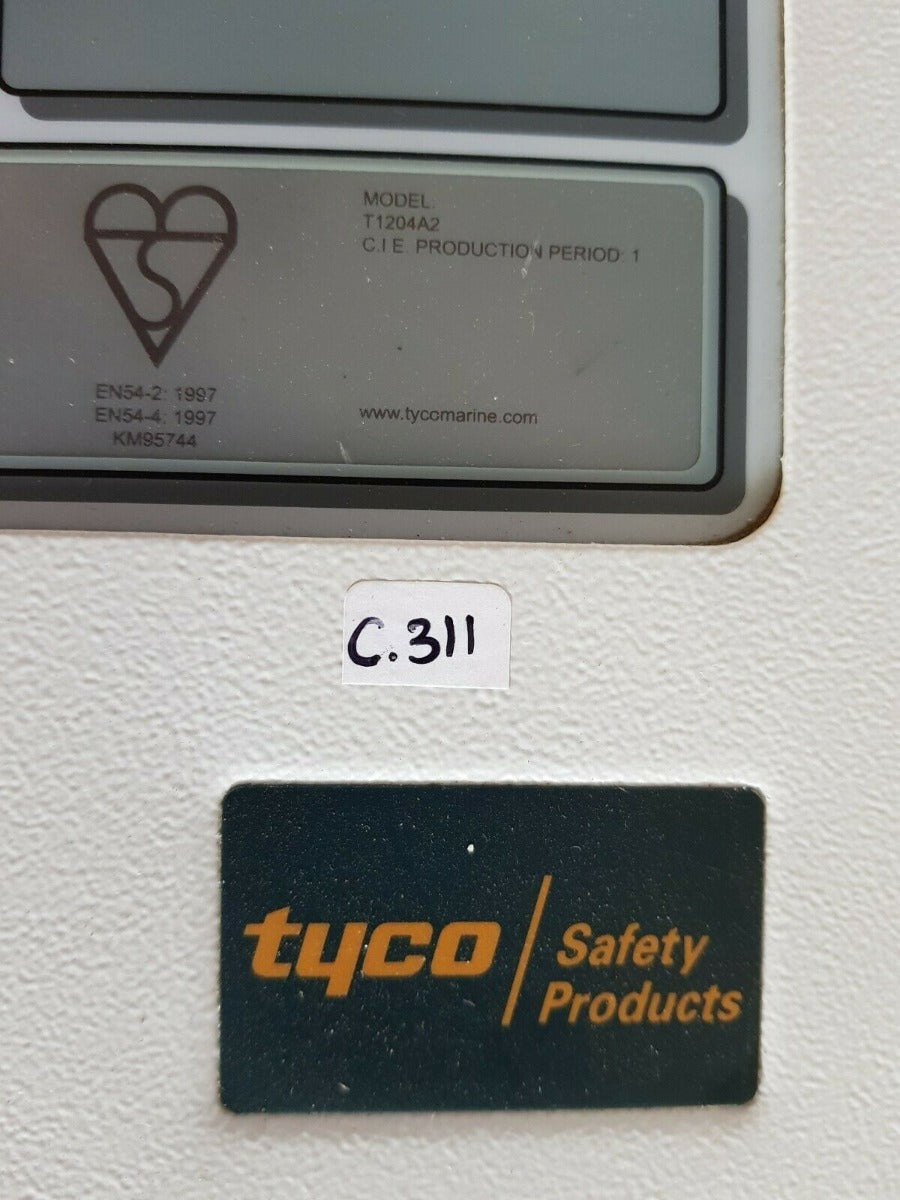 MODEL.
T1204A2
C.I.E. PRODUCTION PERIOD: 1
EN54-2: 1997
EN54-4: 1997
KM95744
www.tycomarine.com
C.311
tyco
Safety
Products